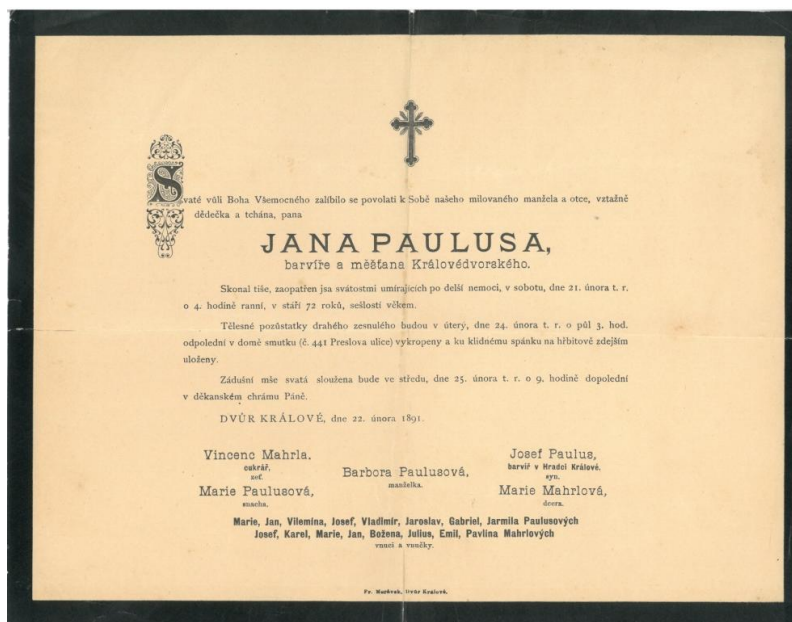 Svaté vůli Boha Všemocného zalíbilo se povolati k Sobě našeho milovaného manžela a otce, vztažně
dědečka a tchána, pana
JANA PAULUSA,
barvíře a měšťana Královédvorského.
Skonal tiše, zaopatřen jsa svátostmi umírajících po delší nemoci, v sobotu, dne 21. února t. r.
o 4. hodině ranní, v stáří 72 roků, sešlostí věkem.
Tělesné pozůstatky drahého zesnulého budou v úterý, dne 24. února t. r. o půl 3. hod.
odpolední v domě smutku (č. 441 Preslova ulice) vykropeny a ku klidnému spánku na hřbitově zdejším
uloženy.
Zádušní mše svatá sloužena bude ve středu, dne 25. února t. r. o 9. hodině dopolední
v děkanském chrámu Páně.
DVŮR KRÁLOVÉ, dne 22. února 1891.
Vincenc Mahrla,
cukrář,
zeť.
Marie Paulusová,
snacha.
Barbora Paulusová,
manželka.
Josef Paulus,
barvíř v Hradci Králové,
syn.
Marie Mahrlová,
dcera.
Marie, Jan, Vilemína, Josef, Vladimír, Jaroslav, Gabriel, Jarmila Paulusových
Josef, Karel, Marie, Jan, Božena, Julius, Emil, Pavlína Mahrlových
vnuci a vnučky.
Fr. Morávek, Dvůr Králové.